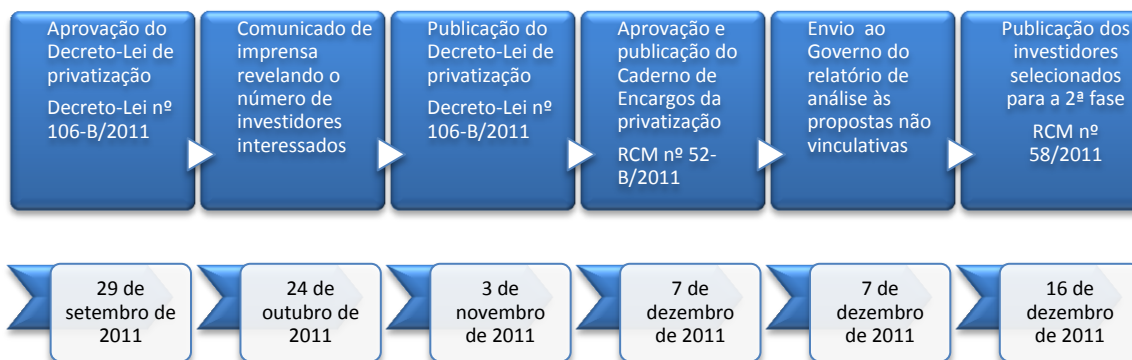 Aprovação do
Decreto-Lei de
privatização
Decreto-Lei nº
106-B/2011
Comunicado de
imprensa
revelando o
número de
investidores
interessados
Publicação do
Decreto-Lei de
privatização
Decreto-Lei nº
106-B/2011
Aprovação e
publicação do
Caderno de
Encargos da
privatização
RCM nº 52-
B/2011
Envio ao
Governo do
relatório de
análise às
propostas não
vinculativas
Publicação dos
investidores
selecionados
para a 2ª fase
RCM nº
58/2011
29 de
setembro de
2011
24 de
outubro de
2011
3 de
novembro
de 2011
7 de
dezembro
de 2011
7 de
dezembro
de 2011
16 de
dezembro
de 2011